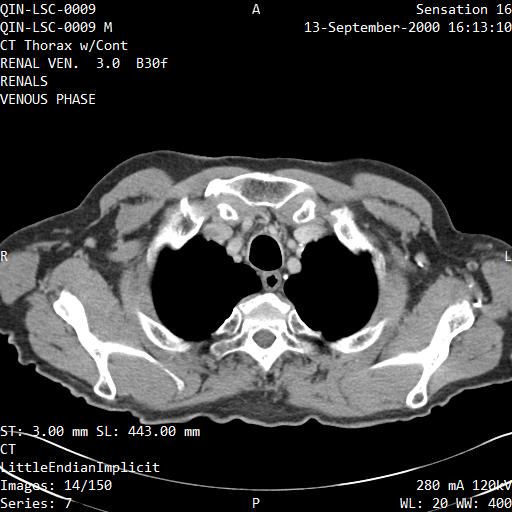 QIN-LSC-0009
A
Sensation 16
QIN-LSC-0009 M
13-September-2000 16:13:10
CT Thorax w/Cont
RENAL VEN.  3.0  B30f
RENALS
VENOUS PHASE
R
L
ST: 3.00 mm SL: 443.00 mm
CT
LittleEndianImplicit
Images: 14/150
280 mA 120kV
Series: 7
P
WL: 20 WW: 400